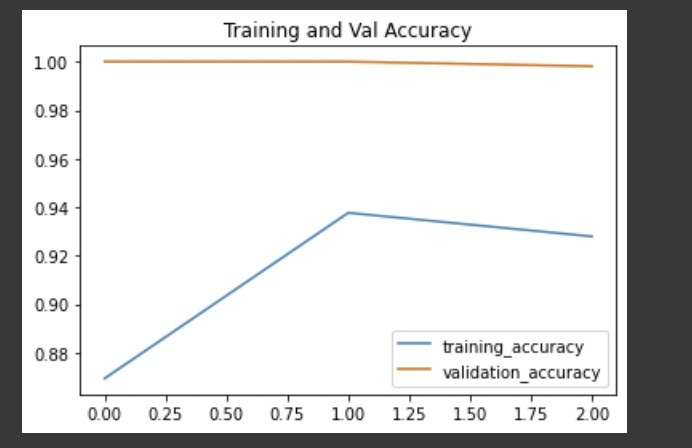 Training and Val Accuracy
1.00
0.98
0.96
0.94
0.92
0.90
0.88
training_accuracy
validation_accuracy
0.00 0.25 0.50 0.75 1.00 1.25 1.50 1.75 2.00